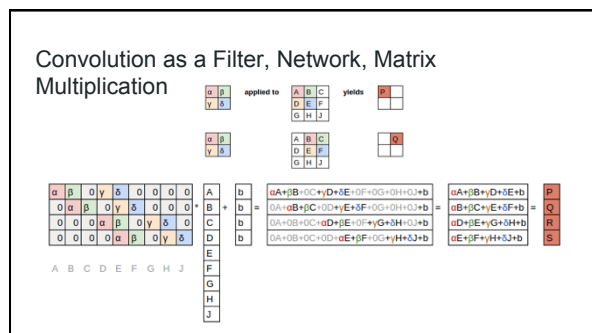 Convolution as a Filter, Network, Matrix
Multiplication
α β applied to A B C yields P
γ δ D E F
G H J
α β A B C Q
γ δ D E F
G H J
α β 0 γ δ 0 0 0 0 * A + b = αA+βB+0C+γD+δE+0F+0G+0H+0J+b = αA+βB+γD+δE+b = P
0 α β 0 γ δ 0 0 0 B b 0A+αB+βC+0D+γE+δF+0G+0H+0J+b αB+βC+γE+δF+b Q
0 0 0 α β 0 γ δ 0 C b 0A+0B+0C+αD+βE+0F+γG+δH+0J+b αD+βE+γG+δH+b R
0 0 0 0 α β 0 γ δ D b 0A+0B+0C+0D+αE+βF+0G+γH+δJ+b αE+βF+γH+δJ+b S
E
A B C D E F G H J F
G
H
J